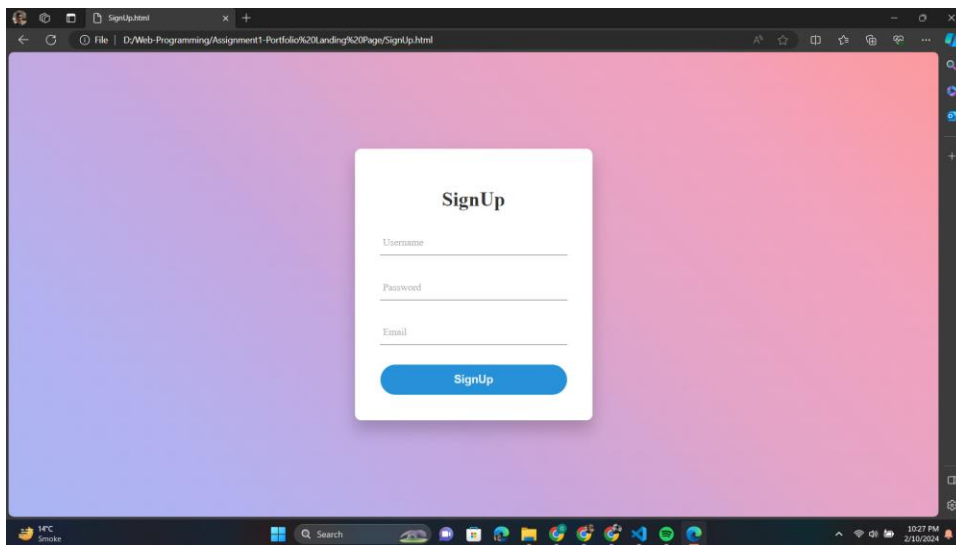 SignUp.html
File | D:/Web-Programming/Assignment1-Portfolio%20Landing%20Page/SignUp.html
SignUp
Username
Password
Email
SignUp
14°C
Smoke
Search
10:27 PM
2/10/2024